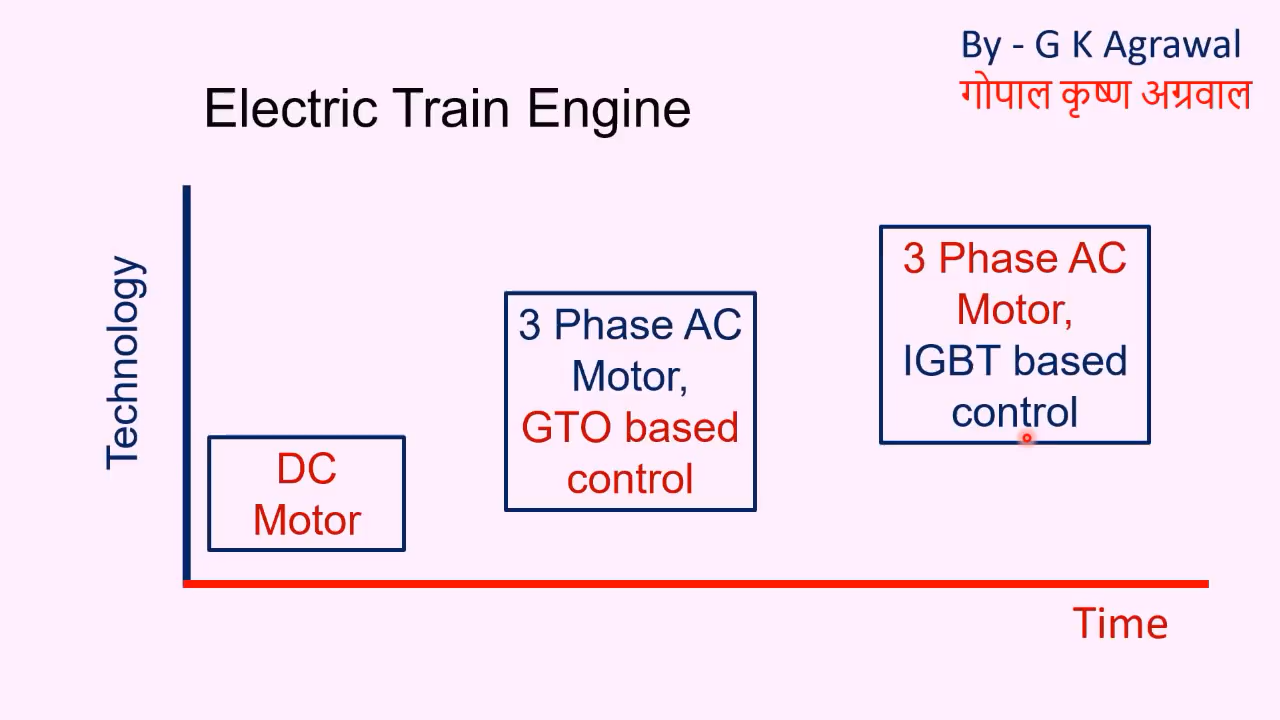 By - G K Agrawal
गोपाल कृष्ण अग्रवाल
Electric Train Engine
Technology
DC
Motor
3 Phase AC
Motor,
GTO based
control
3 Phase AC
Motor,
IGBT based
control
Time